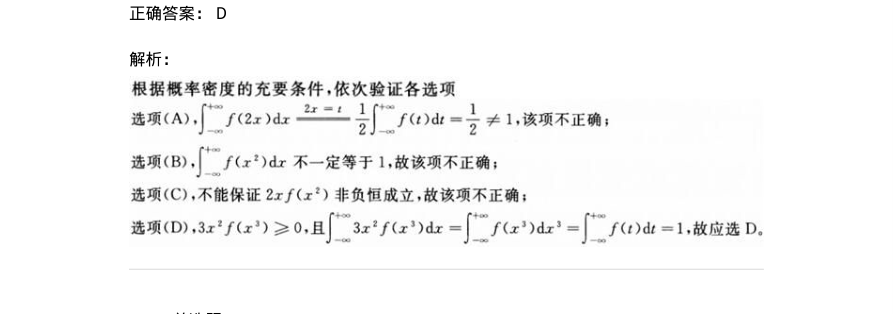 正确答案： D
解析：
根据概率密度的充要条件,依次验证各选项
选项(A),∫_{-∞}^{+∞} f(2x)dx \xlongequal{2x = t} \frac{1}{2}∫_{-∞}^{+∞} f(t)dt = \frac{1}{2} ≠ 1,该项不正确;
选项(B),∫_{-∞}^{+∞} f(x²)dx 不一定等于 1,故该项不正确;
选项(C),不能保证 2xf(x²) 非负恒成立,故该项不正确;
选项(D),3x²f(x³)⩾0,且∫_{-∞}^{+∞} 3x²f(x³)dx = ∫_{-∞}^{+∞} f(x³)dx³ = ∫_{-∞}^{+∞} f(t)dt = 1,故应选 D。